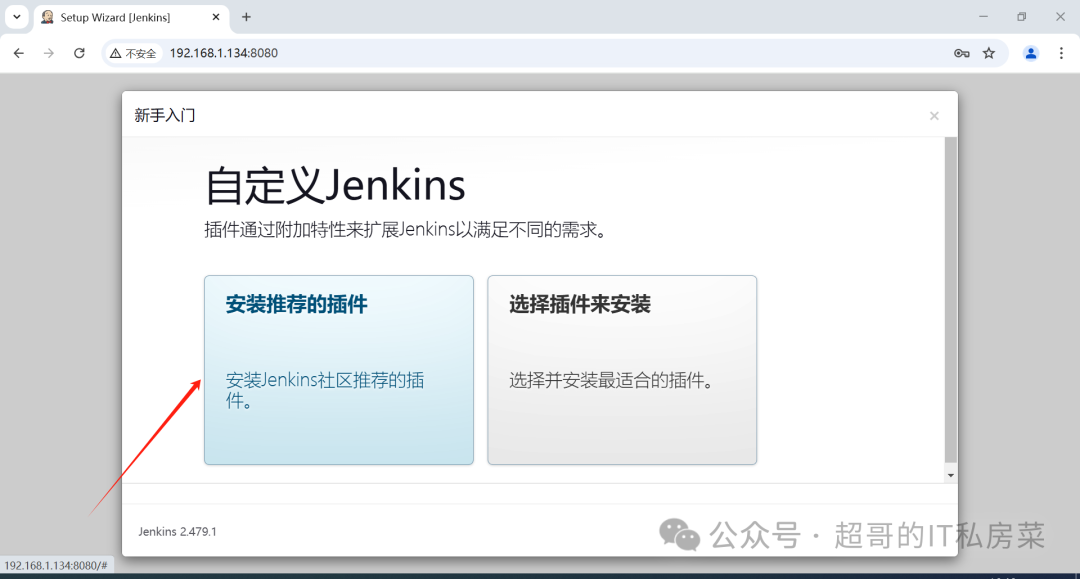 Setup Wizard [Jenkins]
不安全
192.168.1.134:8080
新手入门
自定义Jenkins
插件通过附加特性来扩展Jenkins以满足不同的需求。
安装推荐的插件
安装Jenkins社区推荐的插
件。
选择插件来安装
选择并安装最适合的插件。
Jenkins 2.479.1
公众号·超哥的IT私房菜
192.168.1.134:8080/#